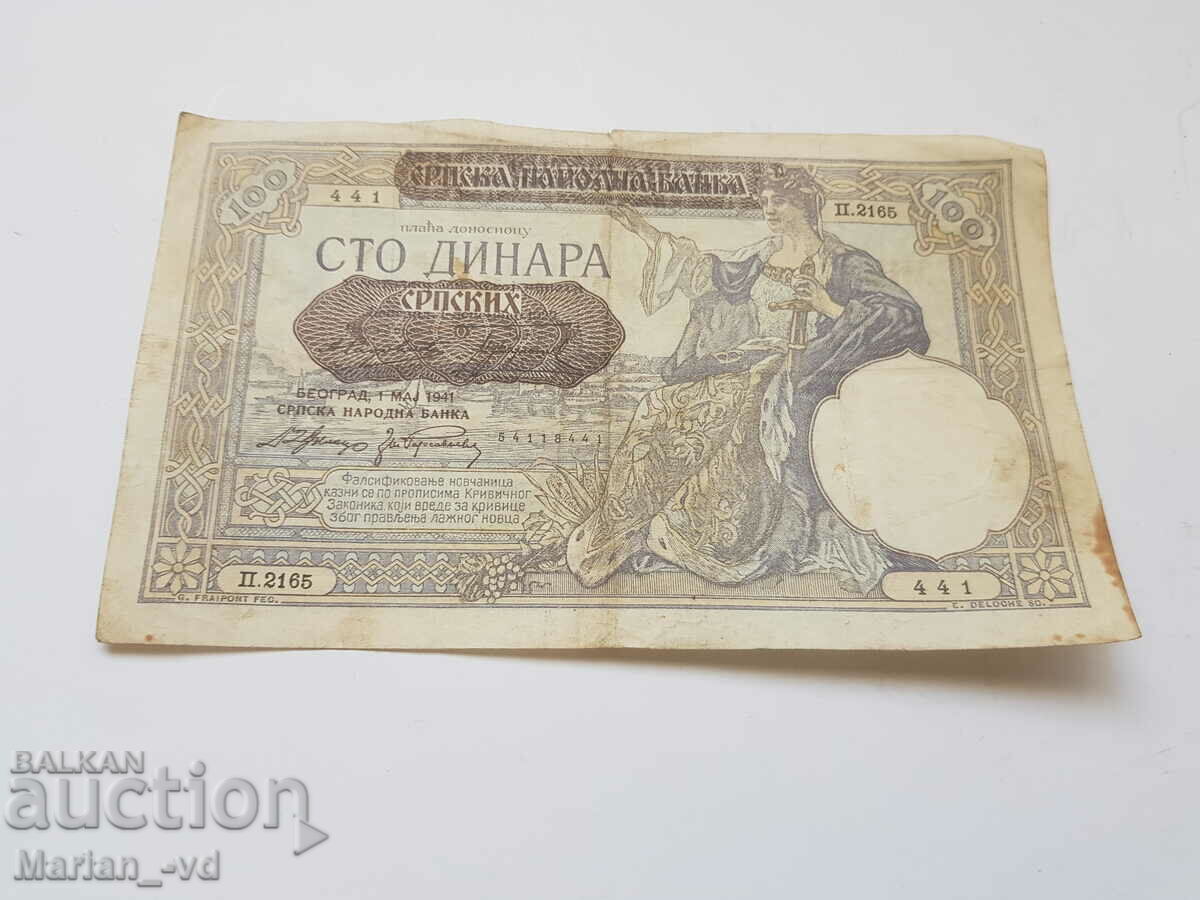 СРПСКА НАРОДНА БАНКА
100
441
П.2165
100
плаћа доносиоцу
СТО ДИНАРА
СРПСКИХ
БЕОГРАД, 1 МАЈ 1941
СРПСКА НАРОДНА БАНКА
54118441
Фалсификовање новчаница
казни се по прописима Кривичног
Законика, који вреде за кривице
због прављења лажног новца
П.2165
441
G. FRAIPONT FEC.
E. DELOCHE SC.
BALKAN
auction
Marian_-vd